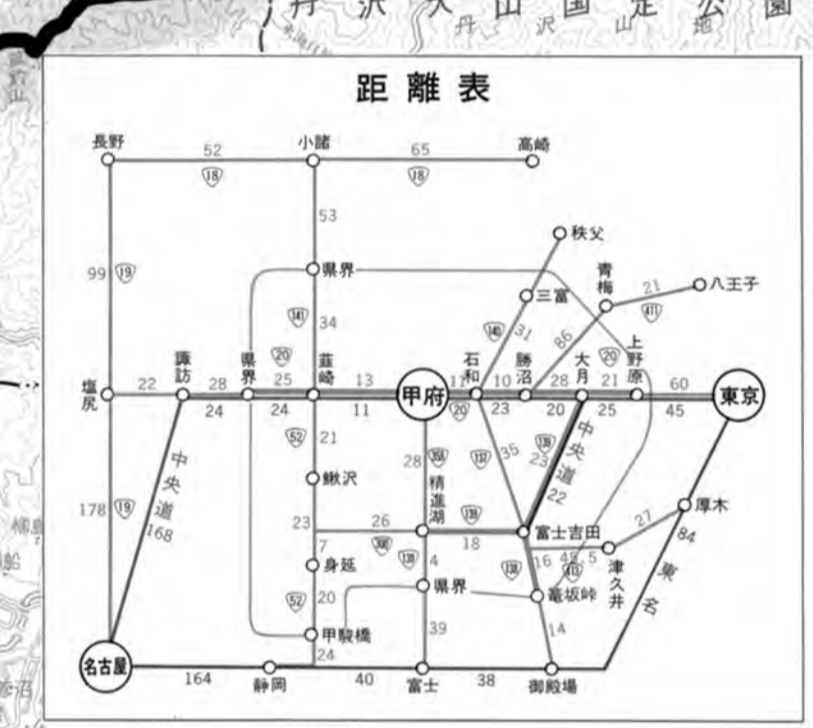 丹沢大山国定公園
丹沢山地
距離表
長野
52
小諸
65
高崎
18
18
53
秩父
99
19
県界
青梅
21
八王子
三富
411
141
34
140
31
86
20
上野原
20
塩尻
22
諏訪
28
県界
25
韮崎
13
甲府
11
石和
10
勝沼
28
大月
21
60
東京
24
24
11
20
23
20
25
45
52
21
28
358
137
35
139
23
中央道
22
中央道
168
鰍沢
精進湖
178
19
23
26
139
厚木
300
18
富士吉田
27
84
7
139
4
16
5
身延
138
413
津久井
県界
篭坂峠
52
20
東名
甲駿橋
39
14
24
名古屋
164
静岡
40
富士
38
御殿場